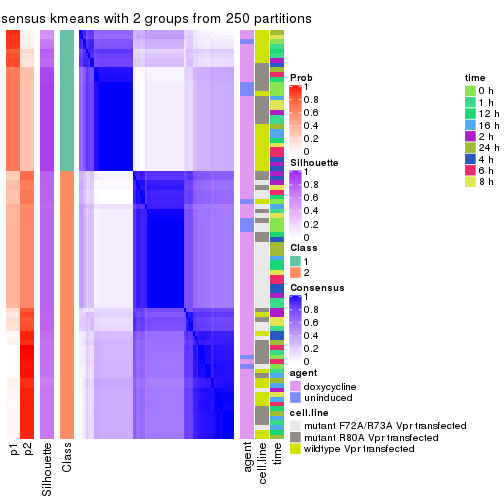 sensus kmeans with 2 groups from 250 partitions
Prob
1
0.8
0.6
0.4
0.2
0
Silhouette
1
0.8
0.6
0.4
0.2
0
Class
1
2
Consensus
1
0.8
0.6
0.4
0.2
0
agent
doxycycline
uninduced
cell.line
mutant F72A/R73A Vpr transfected
mutant R80A Vpr transfected
wildtype Vpr transfected
time
0 h
1 h
12 h
16 h
2 h
24 h
4 h
6 h
8 h
p1
p2
Silhouette
Class
agent
cell.line
time